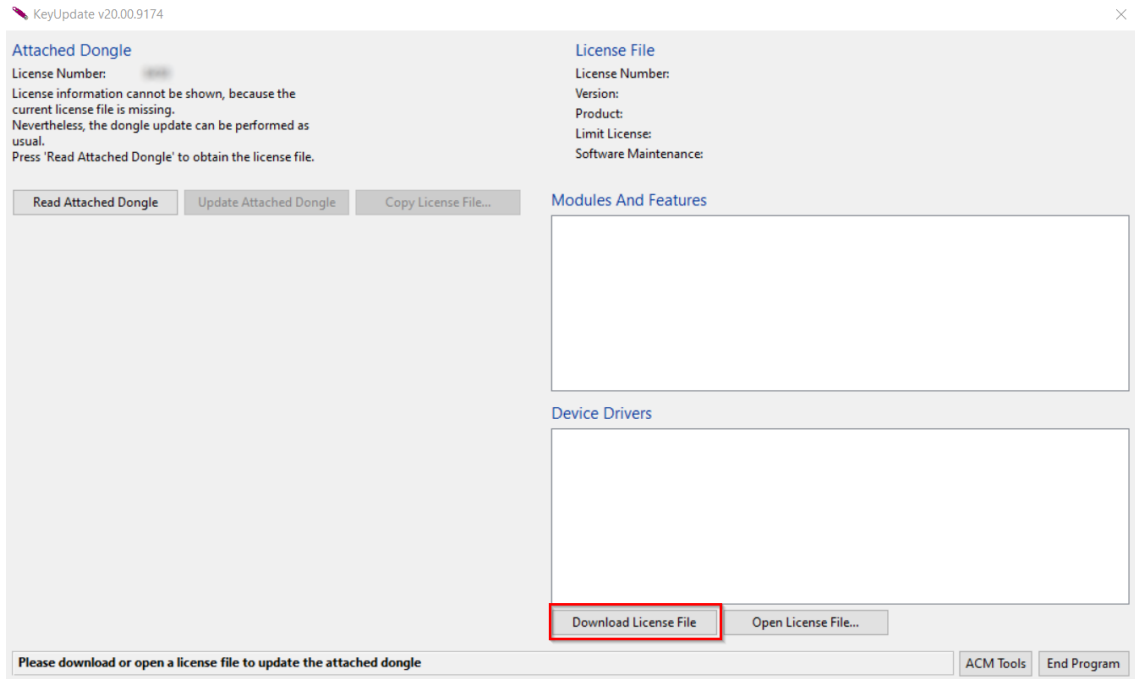 KeyUpdate v20.00.9174
Attached Dongle
License Number:
License information cannot be shown, because the
current license file is missing.
Nevertheless, the dongle update can be performed as
usual.
Press 'Read Attached Dongle' to obtain the license file.
Read Attached Dongle
Update Attached Dongle
Copy License File...
License File
License Number:
Version:
Product:
Limit License:
Software Maintenance:
Modules And Features
Device Drivers
Download License File
Open License File...
Please download or open a license file to update the attached dongle
ACM Tools
End Program